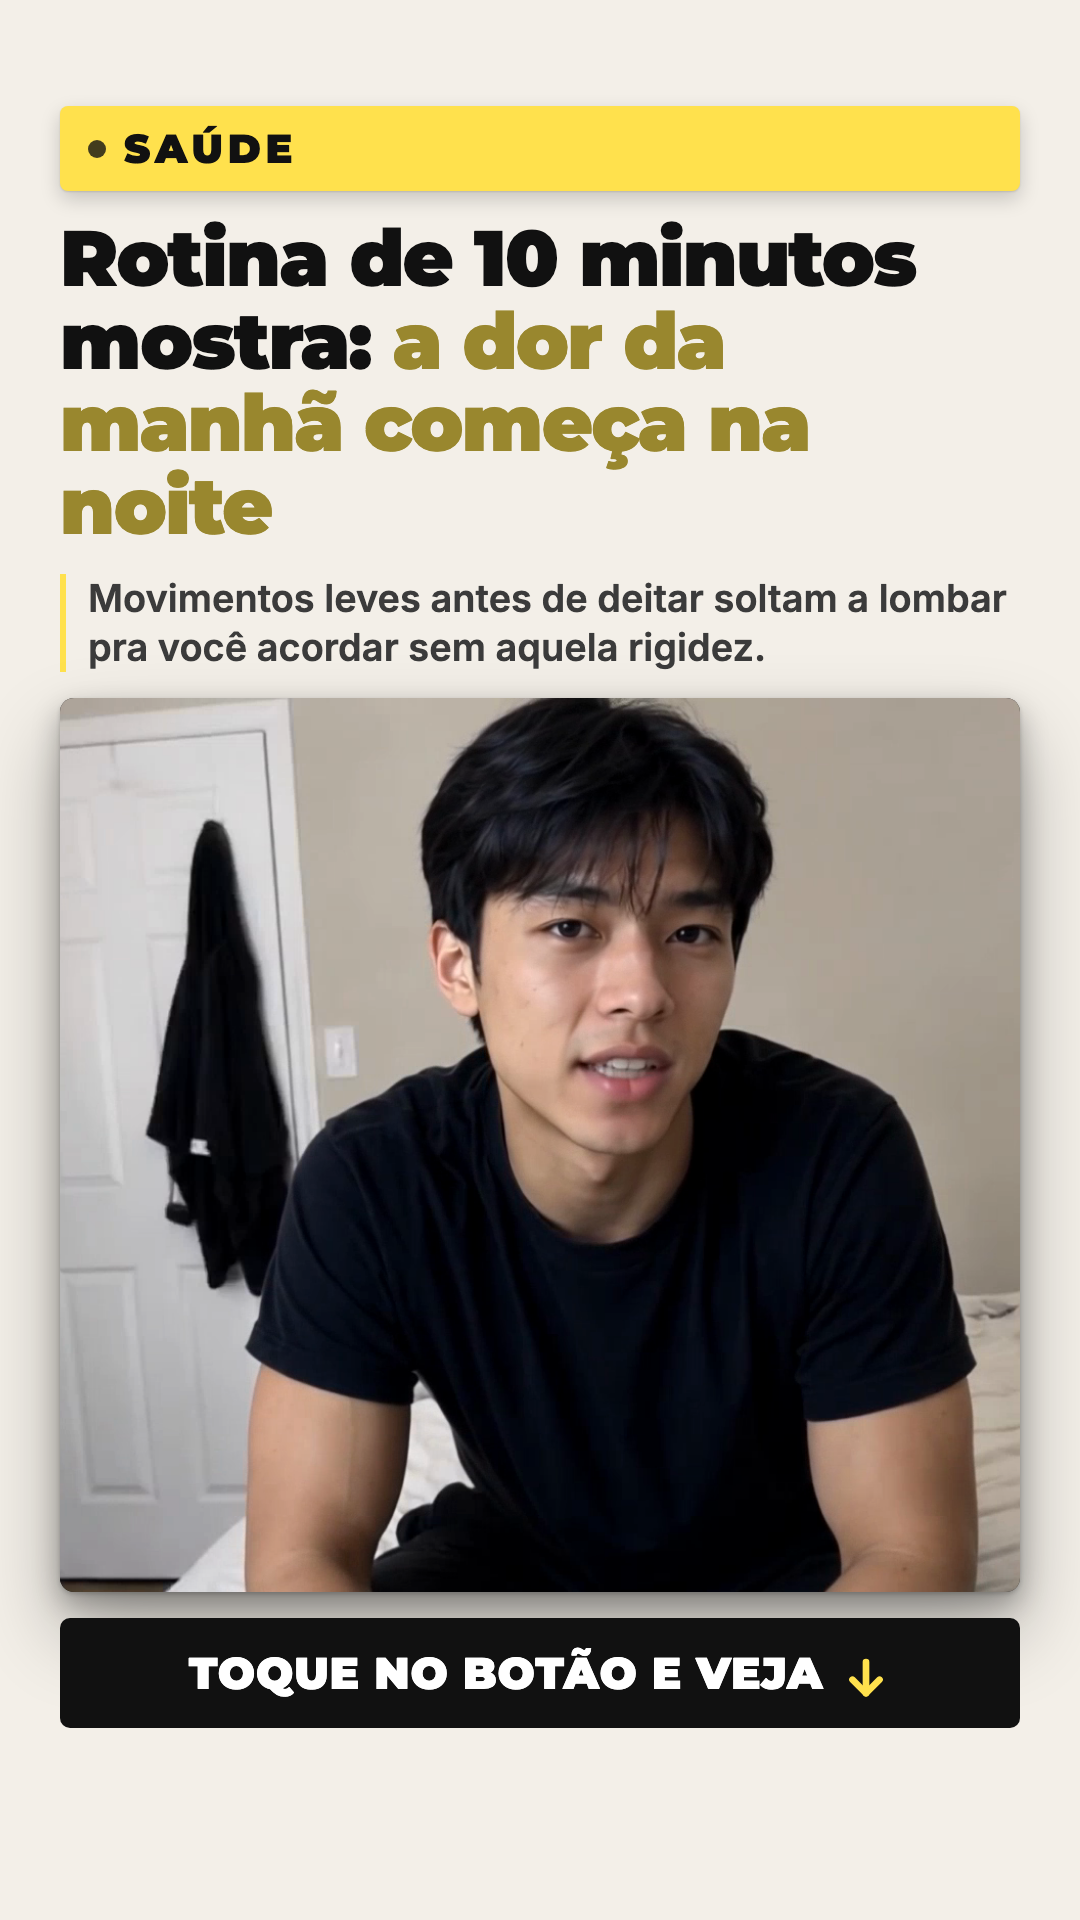 SAÚDE
Rotina de 10 minutos
mostra: a dor da
manhã começa na
noite
Movimentos leves antes de deitar soltam a lombar
pra você acordar sem aquela rigidez.
TOQUE NO BOTÃO E VEJA ↓